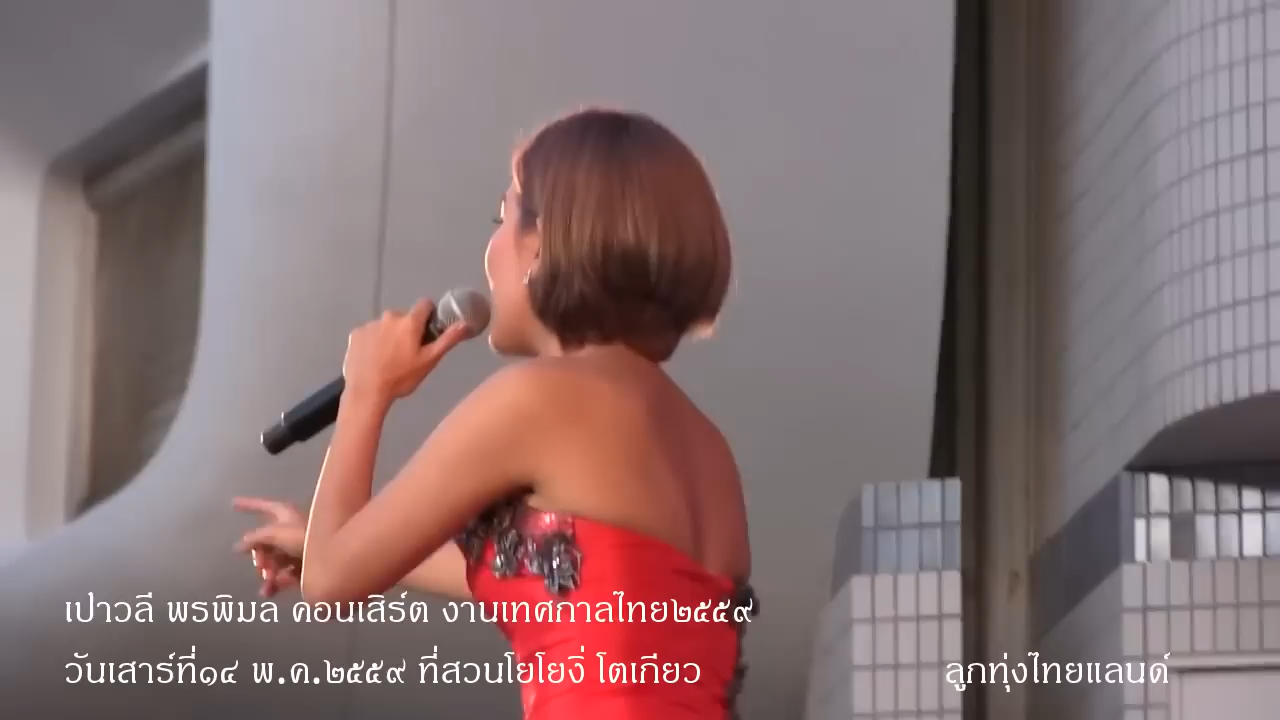 เปาวลี พรพิมล คอนเสิร์ต งานเทศกาลไทย๒๕๕๙
วันเสาร์ที่๑๔ พ.ค.๒๕๕๙ ที่สวนโยโยงิ่ โตเกียว
ลูกทุ่งไทยแลนด์